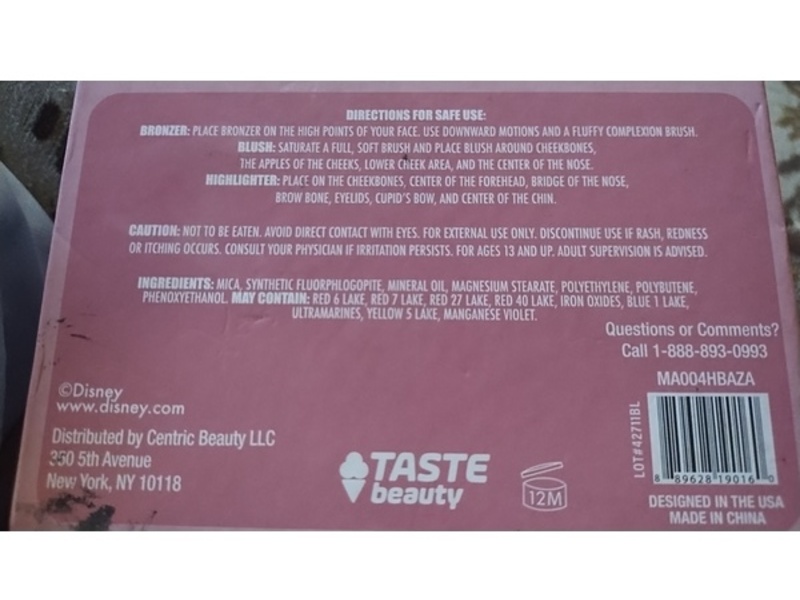 DIRECTIONS FOR SAFE USE:
BRONZER: PLACE BRONZER ON THE HIGH POINTS OF YOUR FACE. USE DOWNWARD MOTIONS AND A FLUFFY COMPLEXION BRUSH.
BLUSH: SATURATE A FULL, SOFT BRUSH AND PLACE BLUSH AROUND CHEEKBONES,
THE APPLES OF THE CHEEKS, LOWER CHEEK AREA, AND THE CENTER OF THE NOSE.
HIGHLIGHTER: PLACE ON THE CHEEKBONES, CENTER OF THE FOREHEAD, BRIDGE OF THE NOSE,
BROW BONE, EYELIDS, CUPID'S BOW, AND CENTER OF THE CHIN.
CAUTION: NOT TO BE EATEN. AVOID DIRECT CONTACT WITH EYES. FOR EXTERNAL USE ONLY. DISCONTINUE USE IF RASH, REDNESS
OR ITCHING OCCURS. CONSULT YOUR PHYSICIAN IF IRRITATION PERSISTS. FOR AGES 13 AND UP. ADULT SUPERVISION IS ADVISED.
INGREDIENTS: MICA, SYNTHETIC FLUORPHLOGOPITE, MINERAL OIL, MAGNESIUM STEARATE, POLYETHYLENE, POLYBUTENE,
PHENOXYETHANOL. MAY CONTAIN: RED 6 LAKE, RED 7 LAKE, RED 27 LAKE, RED 40 LAKE, IRON OXIDES, BLUE 1 LAKE,
ULTRAMARINES, YELLOW 5 LAKE, MANGANESE VIOLET.
Questions or Comments?
Call 1-888-893-0993
MA004HBAZA
©Disney
www.disney.com
Distributed by Centric Beauty LLC
350 5th Avenue
New York, NY 10118
TASTE
beauty
12M
LOT#42711BL
8 89628 19016 0
DESIGNED IN THE USA
MADE IN CHINA